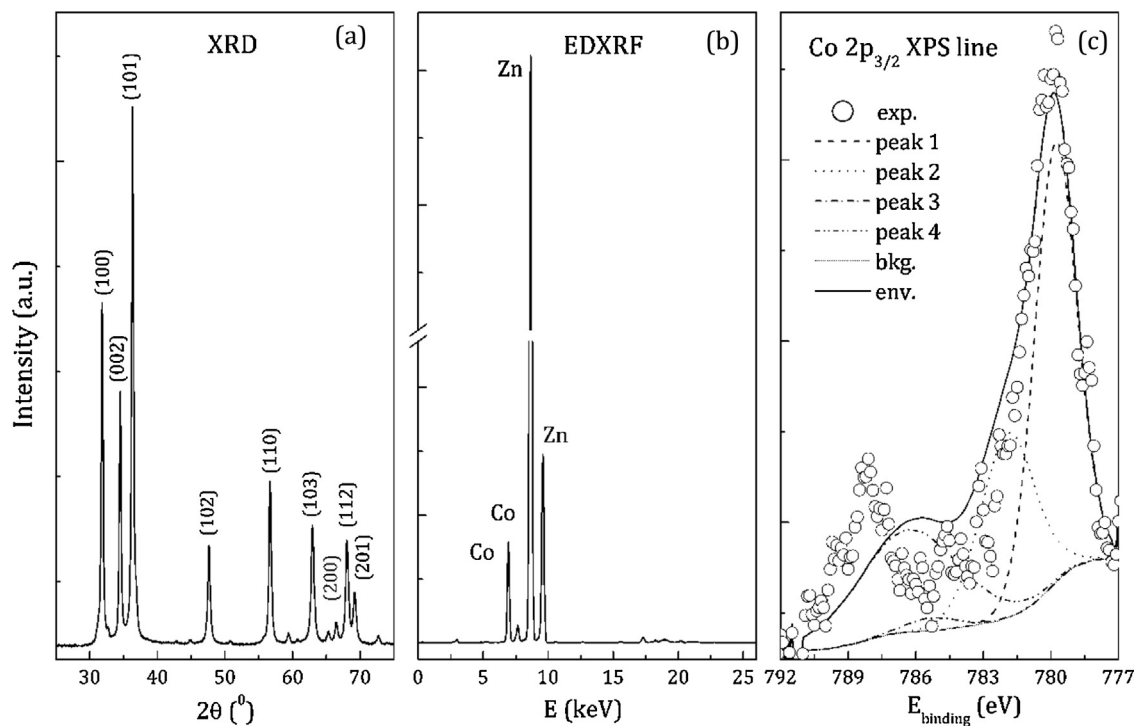 Intensity (a.u.)
XRD
(a)
(100)
(002)
(101)
(102)
(110)
(103)
(200)
(112)
(201)
30 40 50 60 70
2θ (⁰)
EDXRF
(b)
Zn
Zn
Co
Co
0 5 10 15 20 25
E (keV)
(c)
Co 2p3/2 XPS line
exp.
peak 1
peak 2
peak 3
peak 4
bkg.
env.
792 789 786 783 780 777
Ebinding (eV)